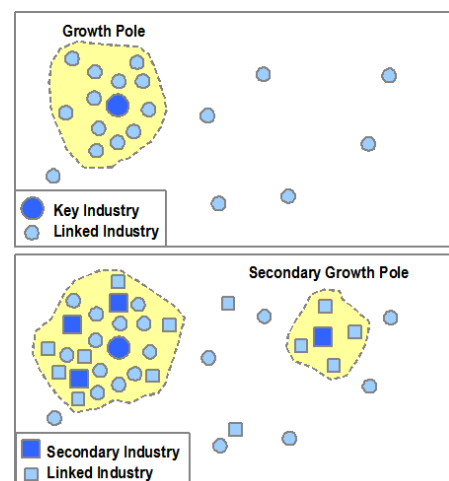 Growth Pole
Key Industry
Linked Industry
Secondary Growth Pole
Secondary Industry
Linked Industry